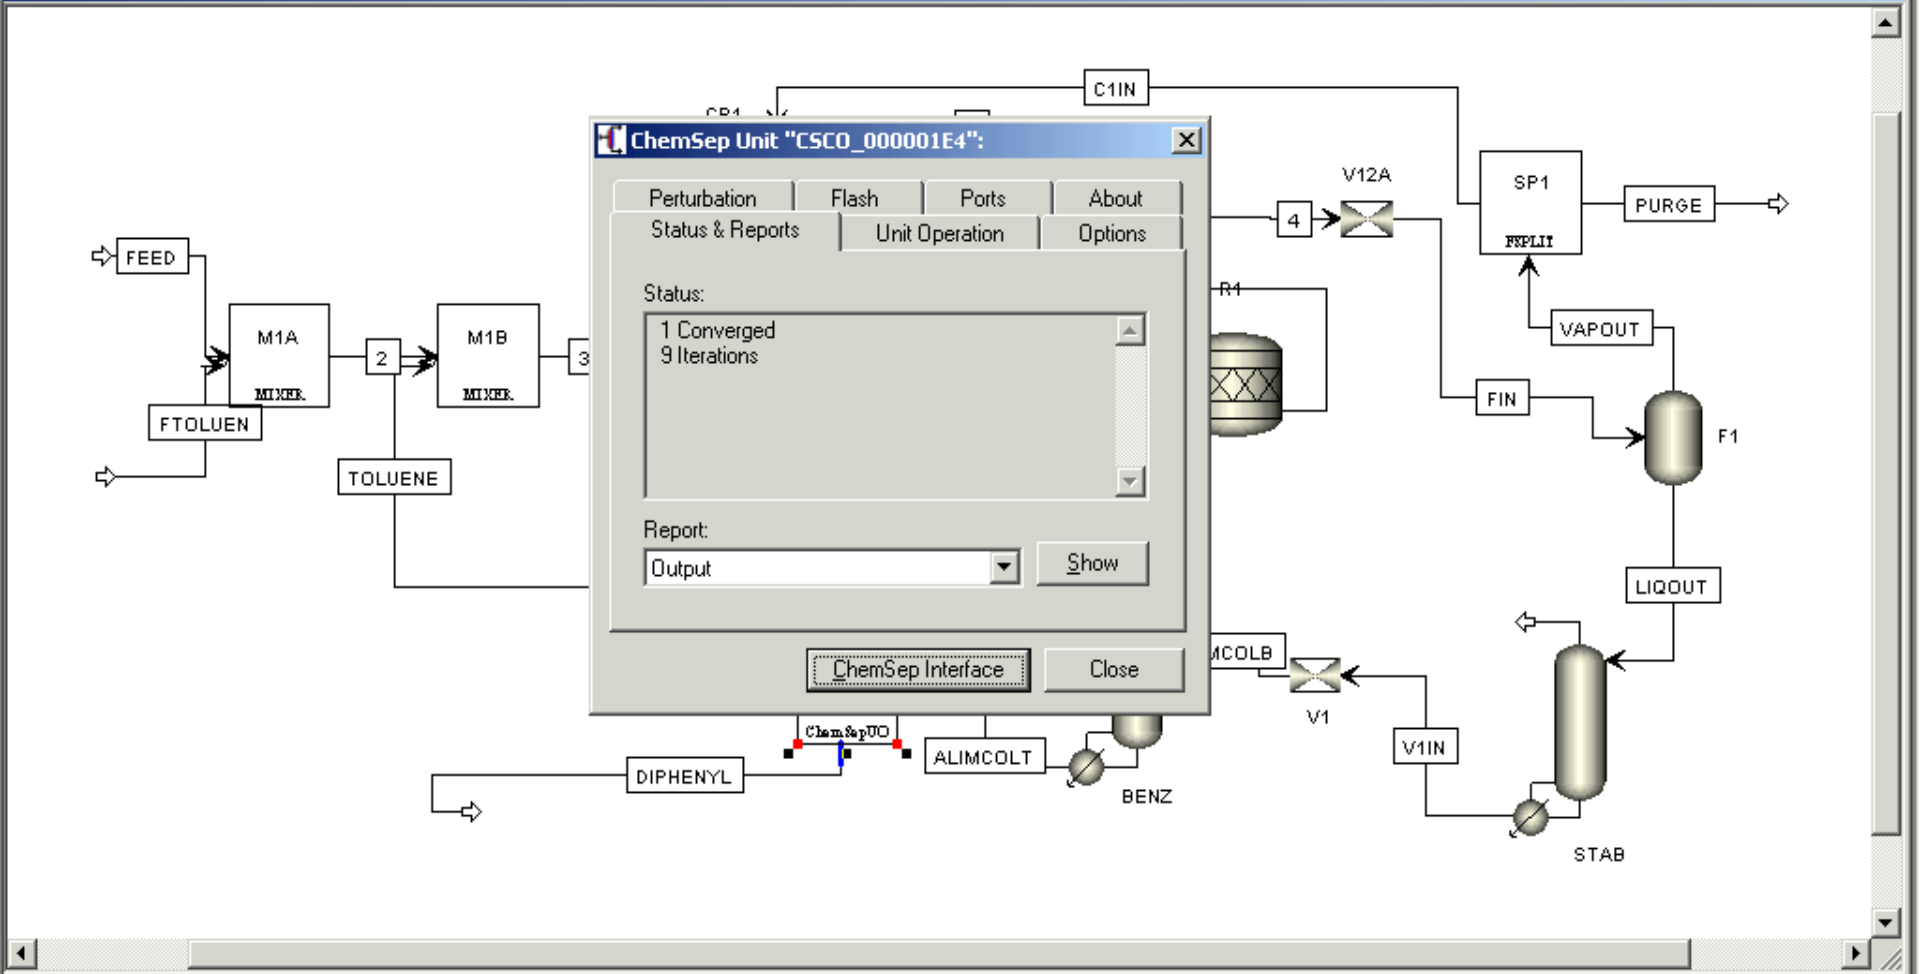 C1IN
ChemSep Unit "CSCO_000001E4":
Perturbation
Flash
Ports
About
Status & Reports
Unit Operation
Options
Status:
1 Converged
9 Iterations
Report:
Output
Show
ChemSep Interface
Close
V12A
4
SP1
FSPLIT
PURGE
FEED
M1A
MIXER
2
M1B
MIXER
3
FTOLUEN
TOLUENE
R1
VAPOUT
FIN
F1
LIQOUT
MCOLB
V1
V1IN
ChemSepUO
DIPHENYL
ALIMCOLT
BENZ
STAB